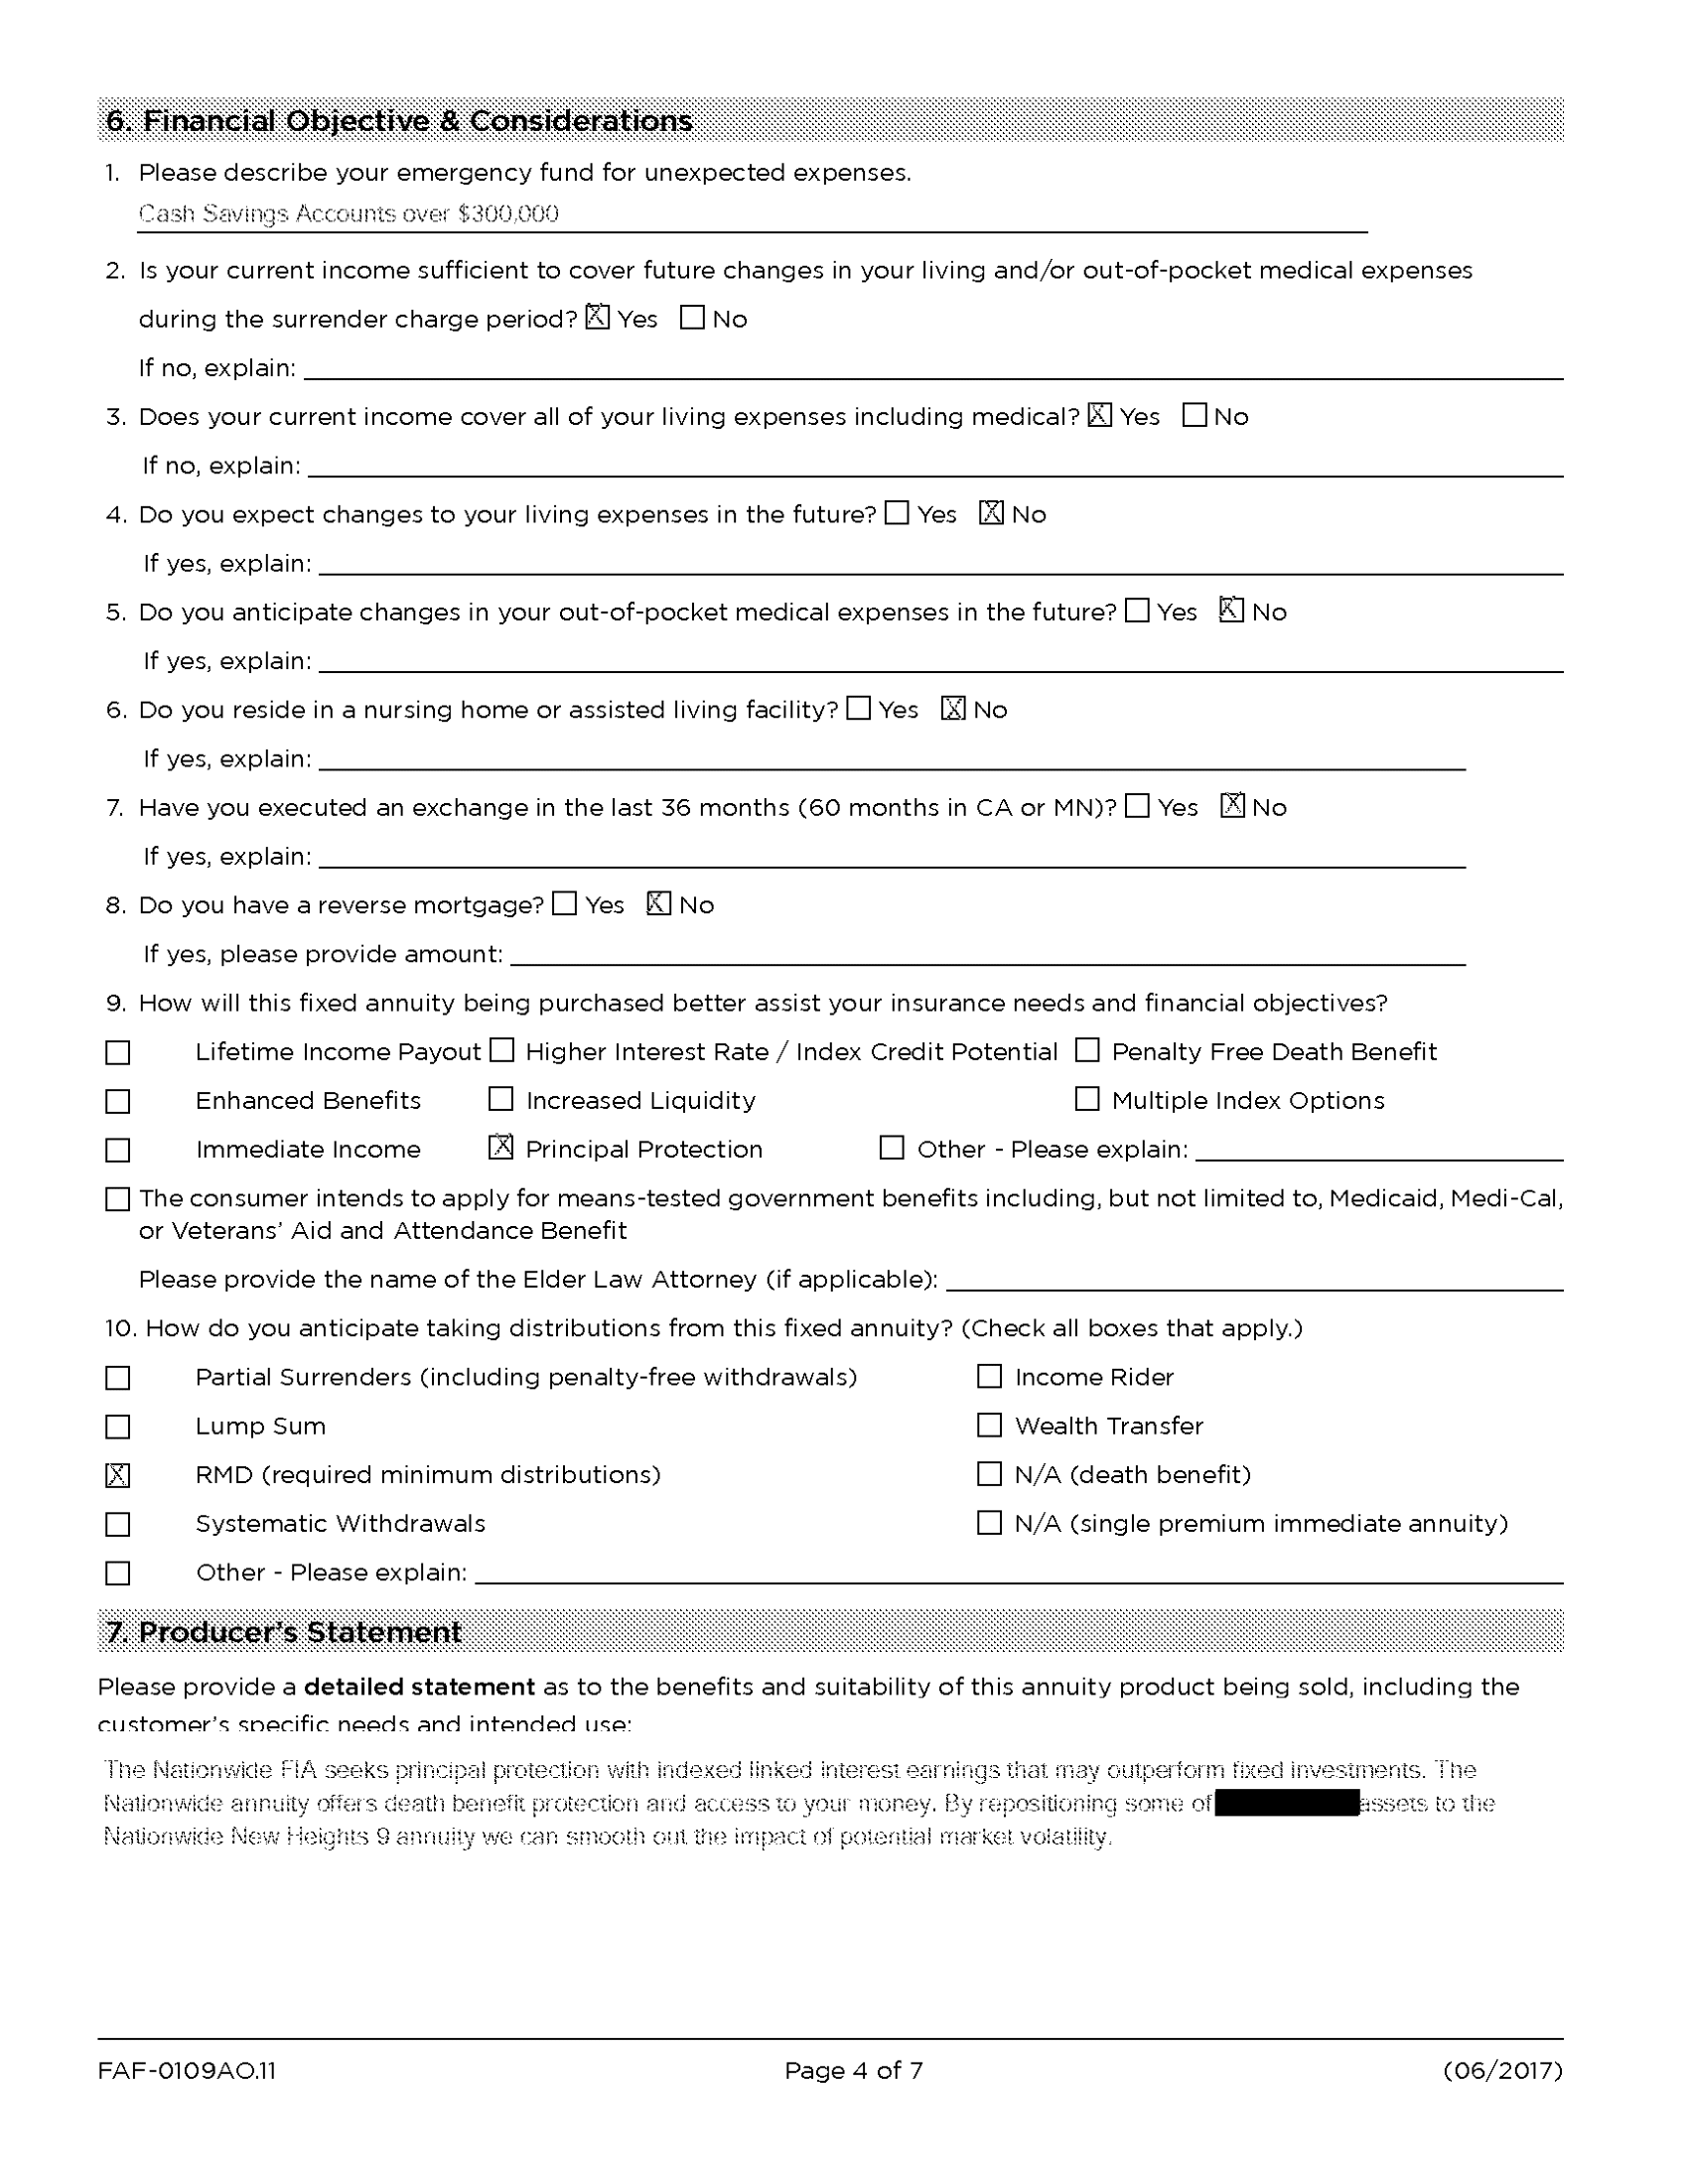 6. Financial Objective & Considerations
1. Please describe your emergency fund for unexpected expenses.
Cash Savings Accounts over $300,000
2. Is your current income sufficient to cover future changes in your living and/or out-of-pocket medical expenses
during the surrender charge period? ☒ Yes ☐ No
If no, explain:
3. Does your current income cover all of your living expenses including medical? ☒ Yes ☐ No
If no, explain:
4. Do you expect changes to your living expenses in the future? ☐ Yes ☒ No
If yes, explain:
5. Do you anticipate changes in your out-of-pocket medical expenses in the future? ☐ Yes ☒ No
If yes, explain:
6. Do you reside in a nursing home or assisted living facility? ☐ Yes ☒ No
If yes, explain:
7. Have you executed an exchange in the last 36 months (60 months in CA or MN)? ☐ Yes ☒ No
If yes, explain:
8. Do you have a reverse mortgage? ☐ Yes ☒ No
If yes, please provide amount:
9. How will this fixed annuity being purchased better assist your insurance needs and financial objectives?
☐ Lifetime Income Payout ☐ Higher Interest Rate / Index Credit Potential ☐ Penalty Free Death Benefit
☐ Enhanced Benefits ☐ Increased Liquidity ☐ Multiple Index Options
☐ Immediate Income ☒ Principal Protection ☐ Other - Please explain:
☐ The consumer intends to apply for means-tested government benefits including, but not limited to, Medicaid, Medi-Cal,
or Veterans' Aid and Attendance Benefit
Please provide the name of the Elder Law Attorney (if applicable):
10. How do you anticipate taking distributions from this fixed annuity? (Check all boxes that apply.)
☐ Partial Surrenders (including penalty-free withdrawals) ☐ Income Rider
☐ Lump Sum ☐ Wealth Transfer
☒ RMD (required minimum distributions) ☐ N/A (death benefit)
☐ Systematic Withdrawals ☐ N/A (single premium immediate annuity)
☐ Other - Please explain:
7. Producer's Statement
Please provide a detailed statement as to the benefits and suitability of this annuity product being sold, including the
customer's specific needs and intended use:
The Nationwide FIA seeks principal protection with indexed linked interest earnings that may outperform fixed investments. The
Nationwide annuity offers death benefit protection and access to your money. By repositioning some of assets to the
Nationwide New Heights 9 annuity we can smooth out the impact of potential market volatility.
FAF-0109AO.11 Page 4 of 7 (06/2017)